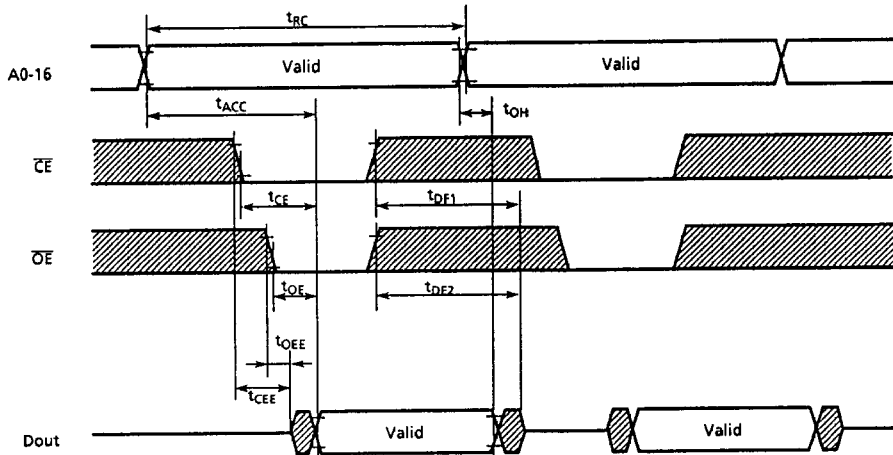 tRC
A0-16
Valid
Valid
tACC
tOH
CE
tCE
tDF1
OE
tOE
tDF2
tOEE
tCEE
Dout
Valid
Valid